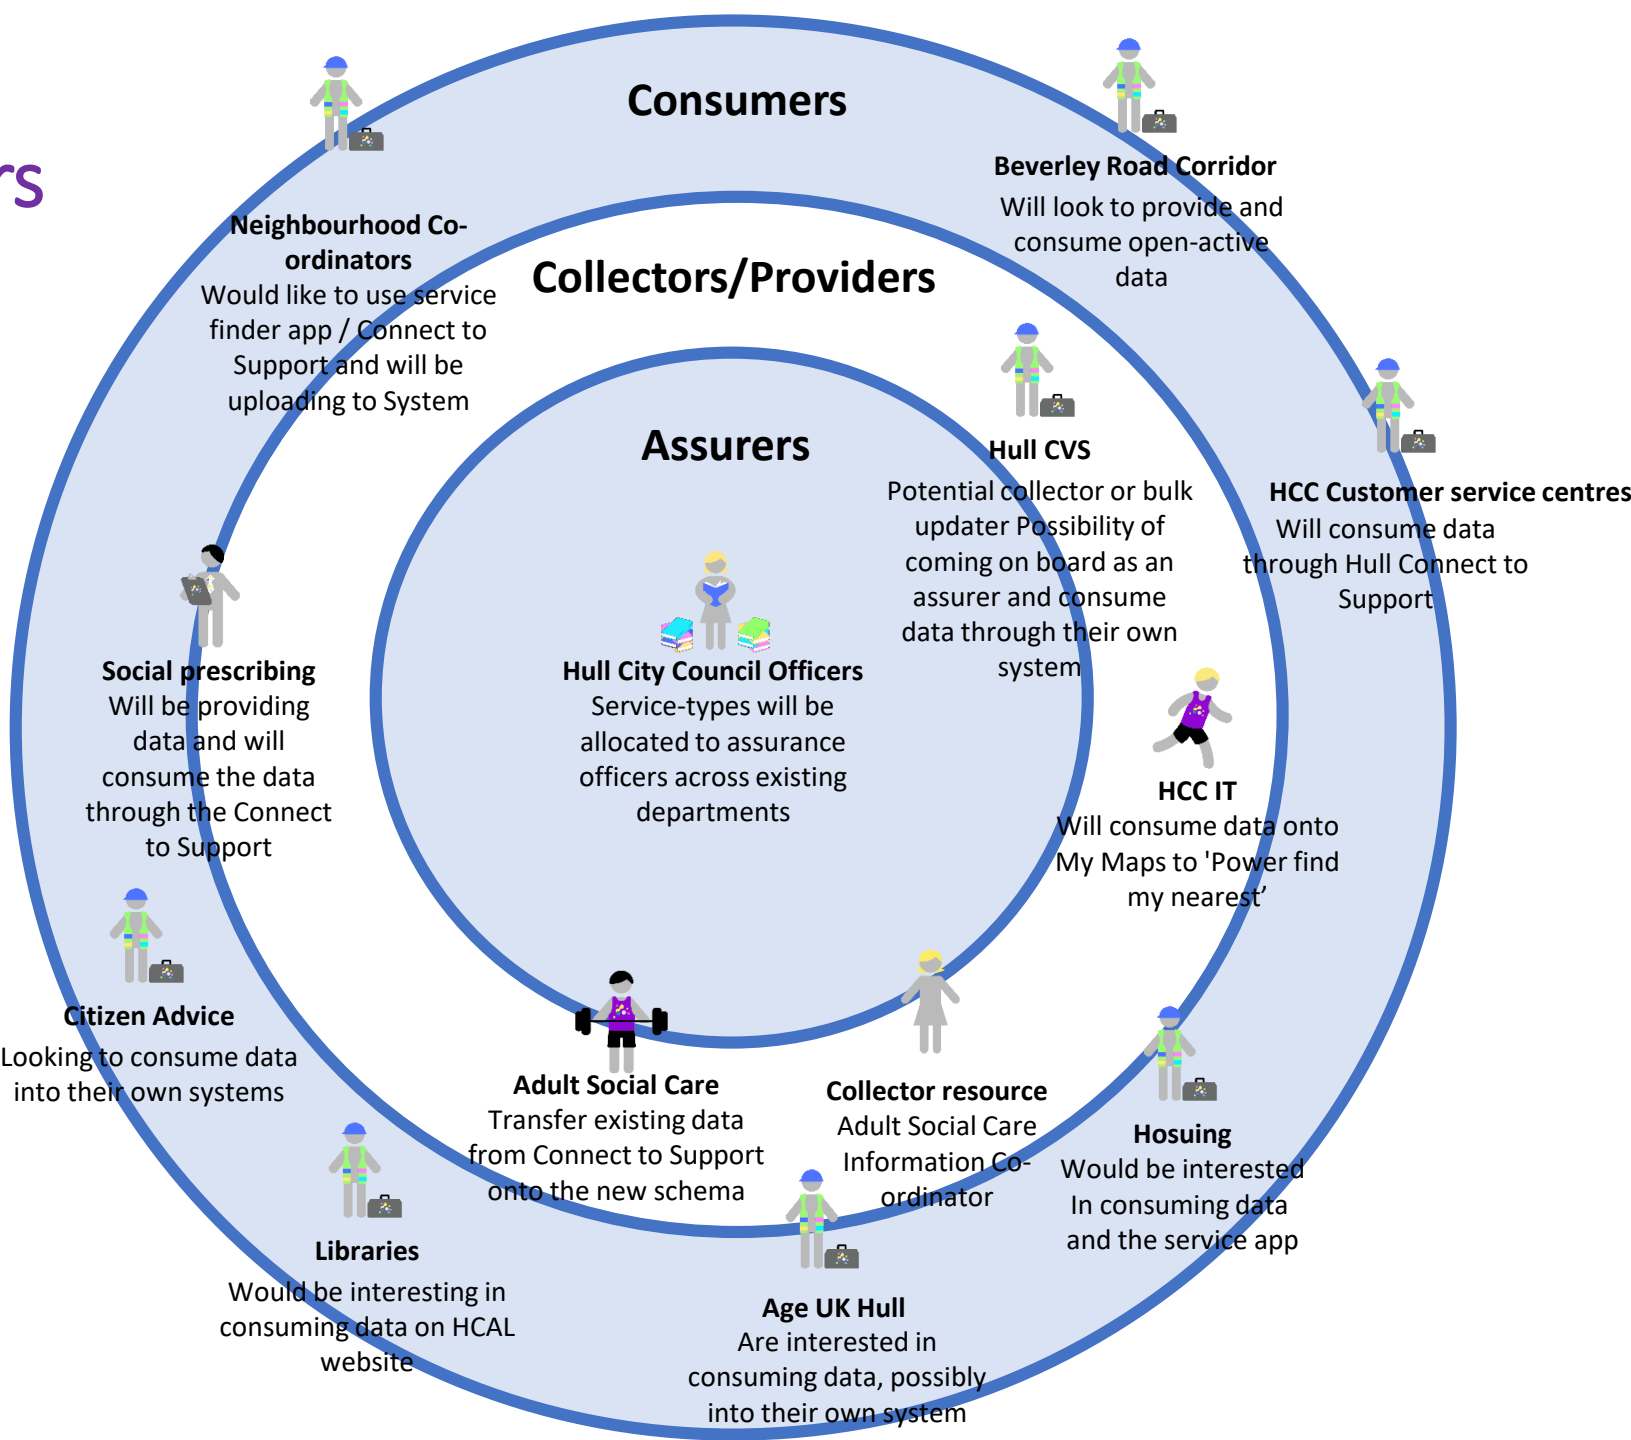 rs
Consumers
Beverley Road Corridor
Will look to provide and
consume open-active
data
Neighbourhood Co-
ordinators
Would like to use service
finder app / Connect to
Support and will be
uploading to System
Collectors/Providers
Hull CVS
Potential collector or bulk
updater Possibility of
coming on board as an
assurer and consume
data through their own
system
HCC Customer service centres
Will consume data
through Hull Connect to
Support
Assurers
Hull City Council Officers
Service-types will be
allocated to assurance
officers across existing
departments
Social prescribing
Will be providing
data and will
consume the data
through the Connect
to Support
HCC IT
Will consume data onto
My Maps to 'Power find
my nearest’
Citizen Advice
Looking to consume data
into their own systems
Adult Social Care
Transfer existing data
from Connect to Support
onto the new schema
Collector resource
Adult Social Care
Information Co-
ordinator
Hosuing
Would be interested
In consuming data
and the service app
Libraries
Would be interesting in
consuming data on HCAL
website
Age UK Hull
Are interested in
consuming data, possibly
into their own system